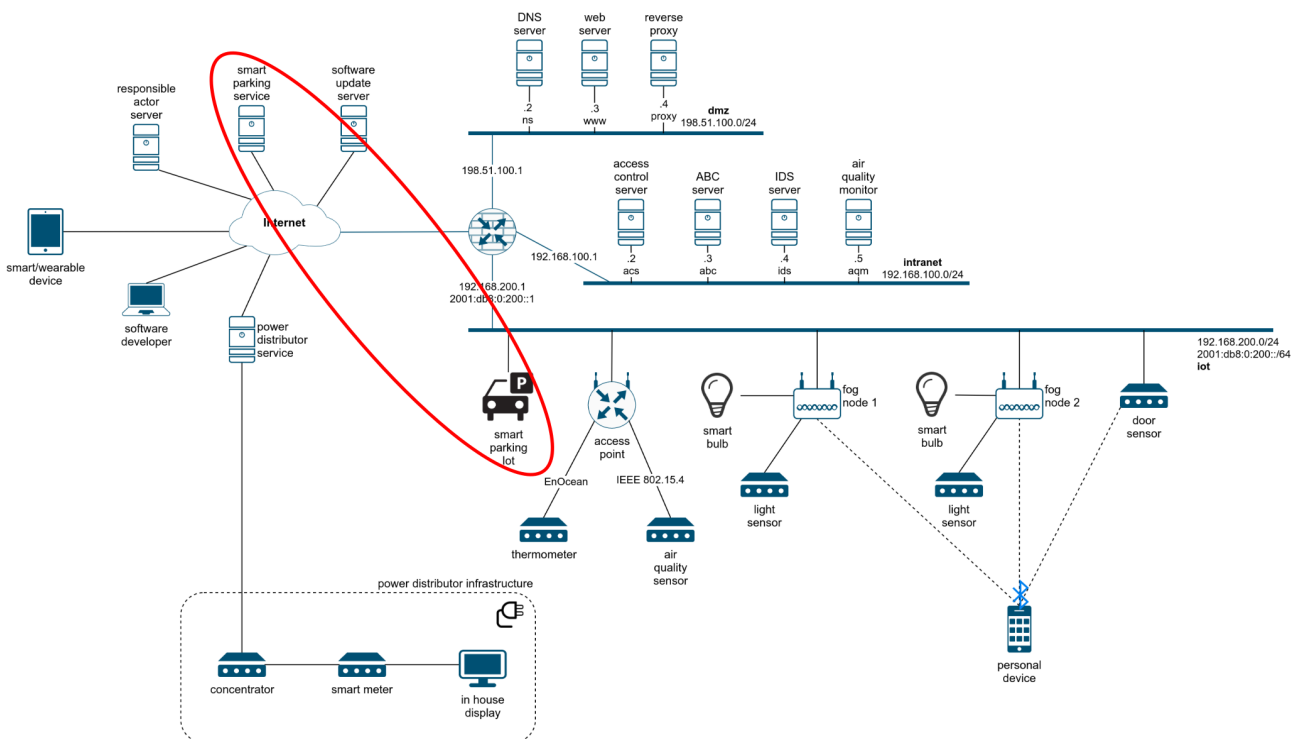 DNS
server
web
server
reverse
proxy
smart
parking
service
software
update
server
responsible
actor
server
.2
ns
.3
www
.4
proxy
dmz
198.51.100.0/24
198.51.100.1
access
control
server
ABC
server
IDS
server
air
quality
monitor
Internet
smart/wearable
device
192.168.100.1
.2
acs
.3
abc
.4
ids
.5
aqm
intranet
192.168.100.0/24
192.168.200.1
2001:db8:0:200::1
software
developer
power
distributor
service
192.168.200.0/24
2001:db8:0:200::/64
iot
P
smart
parking
lot
access
point
smart
bulb
fog
node 1
smart
bulb
fog
node 2
door
sensor
EnOcean
IEEE 802.15.4
light
sensor
light
sensor
thermometer
air
quality
sensor
power distributor infrastructure
concentrator
smart meter
in house
display
personal
device